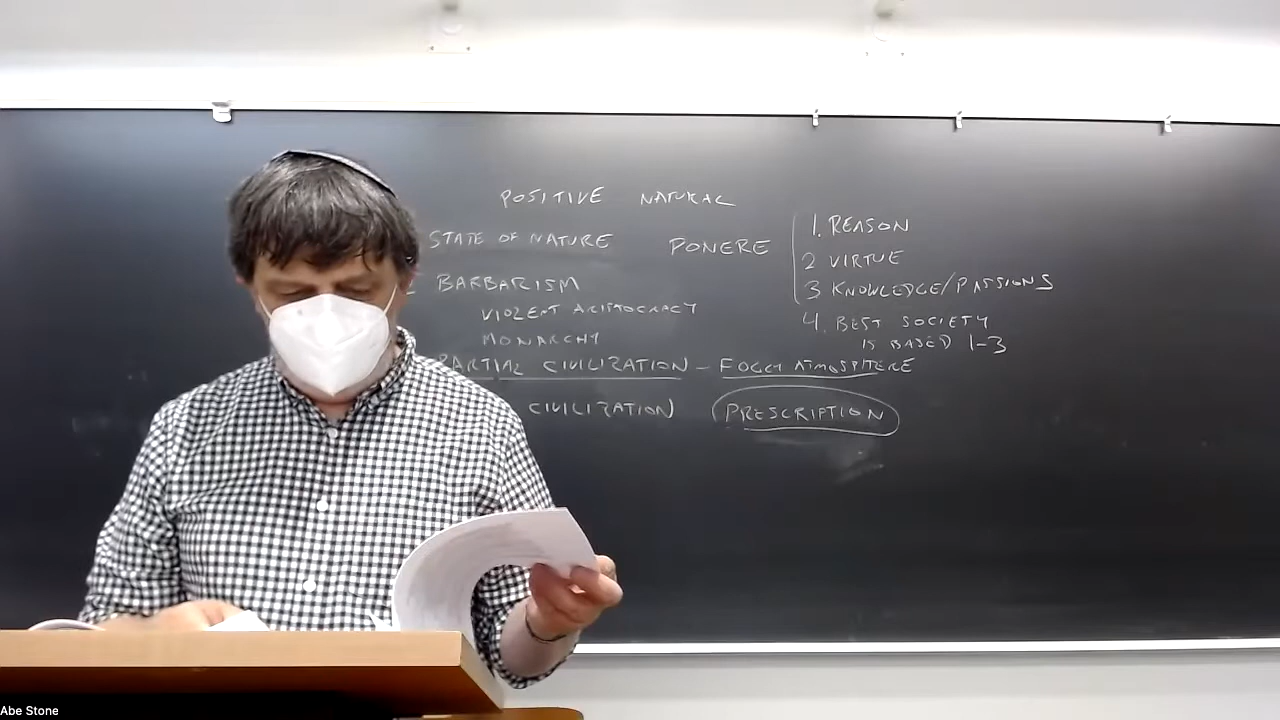 POSITIVE NATURAL
STATE OF NATURE
PONERE
BARBARISM
VIOLENT ARISTOCRACY
MONARCHY
PARTIAL CIVILIZATION - FOGGY ATMOSPHERE
CIVILIZATION
PRESCRIPTION
1. REASON
2 VIRTUE
3 KNOWLEDGE/PASSIONS
4. BEST SOCIETY
IS BASED 1-3
Abe Stone